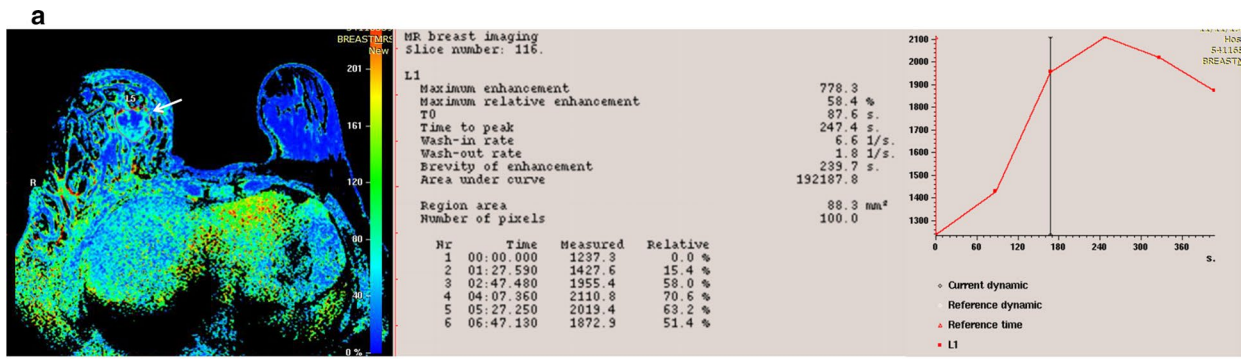 a
BREASTMRS
New
201
161
120
80
40
0 %
L5
R
MR breast imaging
Slice number: 116.
L1
Maximum enhancement 778.3
Maximum relative enhancement 58.4 %
T0 87.6 s.
Time to peak 247.4 s.
Wash-in rate 6.6 1/s.
Wash-out rate 1.8 1/s.
Brevity of enhancement 239.7 s.
Area under curve 192187.8
Region area 88.3 mm²
Number of pixels 100.0
Nr Time Measured Relative
1 00:00.000 1237.3 0.0 %
2 01:27.590 1427.6 15.4 %
3 02:47.480 1955.4 58.0 %
4 04:07.360 2110.8 70.6 %
5 05:27.250 2019.4 63.2 %
6 06:47.130 1872.9 51.4 %
2100
2000
1900
1800
1700
1600
1500
1400
1300
0 60 120 180 240 300 360
s.
Hos
54116
BREAST
Current dynamic
Reference dynamic
Reference time
L1